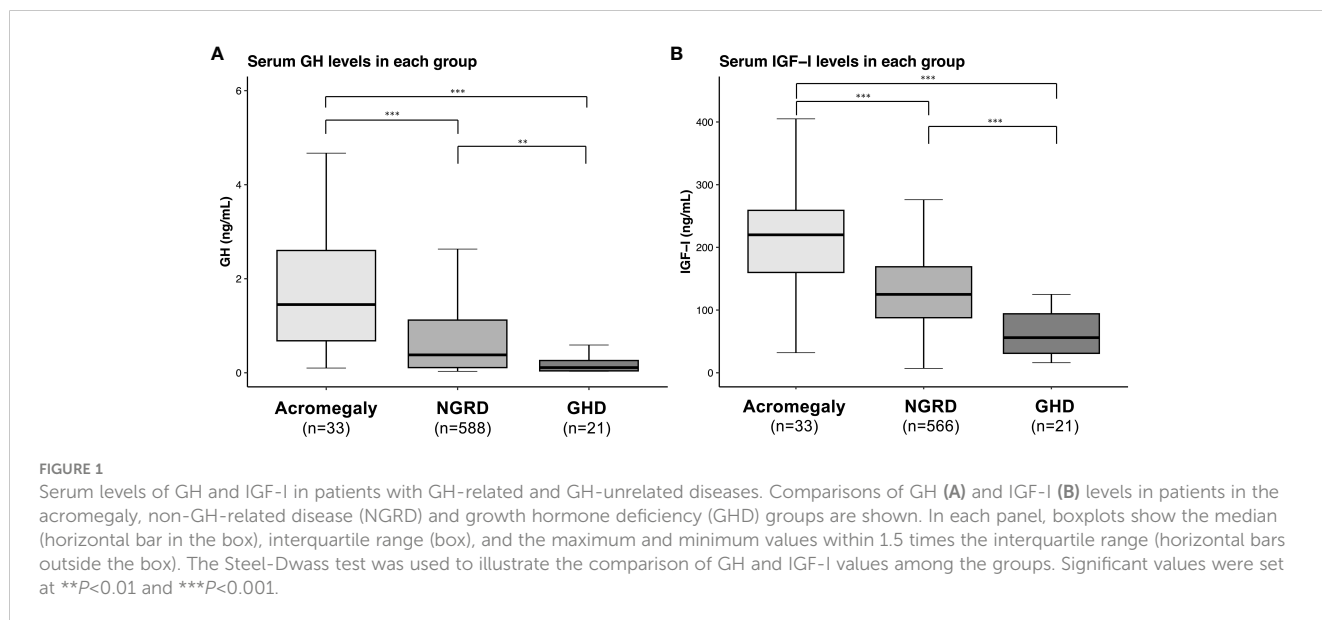 A
Serum GH levels in each group
GH (ng/mL)
6
4
2
0
***
***
**
Acromegaly
(n=33)
NGRD
(n=588)
GHD
(n=21)
B
Serum IGF–I levels in each group
IGF–I (ng/mL)
400
300
200
100
0
***
***
***
Acromegaly
(n=33)
NGRD
(n=566)
GHD
(n=21)
FIGURE 1
Serum levels of GH and IGF-I in patients with GH-related and GH-unrelated diseases. Comparisons of GH (A) and IGF-I (B) levels in patients in the
acromegaly, non-GH-related disease (NGRD) and growth hormone deficiency (GHD) groups are shown. In each panel, boxplots show the median
(horizontal bar in the box), interquartile range (box), and the maximum and minimum values within 1.5 times the interquartile range (horizontal bars
outside the box). The Steel-Dwass test was used to illustrate the comparison of GH and IGF-I values among the groups. Significant values were set
at **P<0.01 and ***P<0.001.